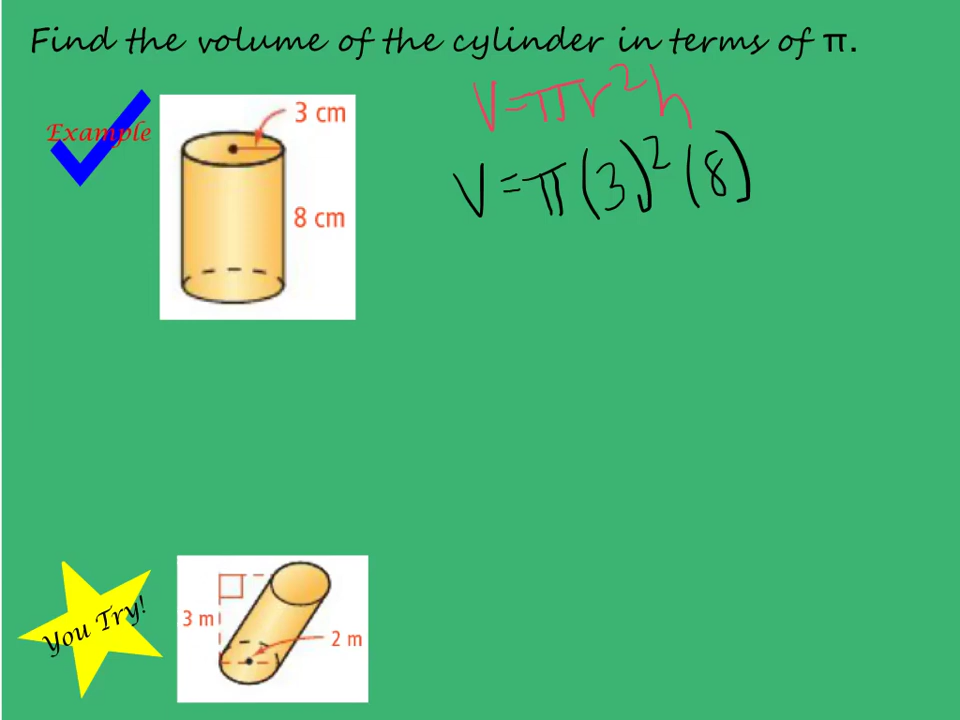 Find the volume of the cylinder in terms of π.
V=πr²h
Example
3 cm
V=π(3)²(8)
8 cm
You Try!
3 m
2 m